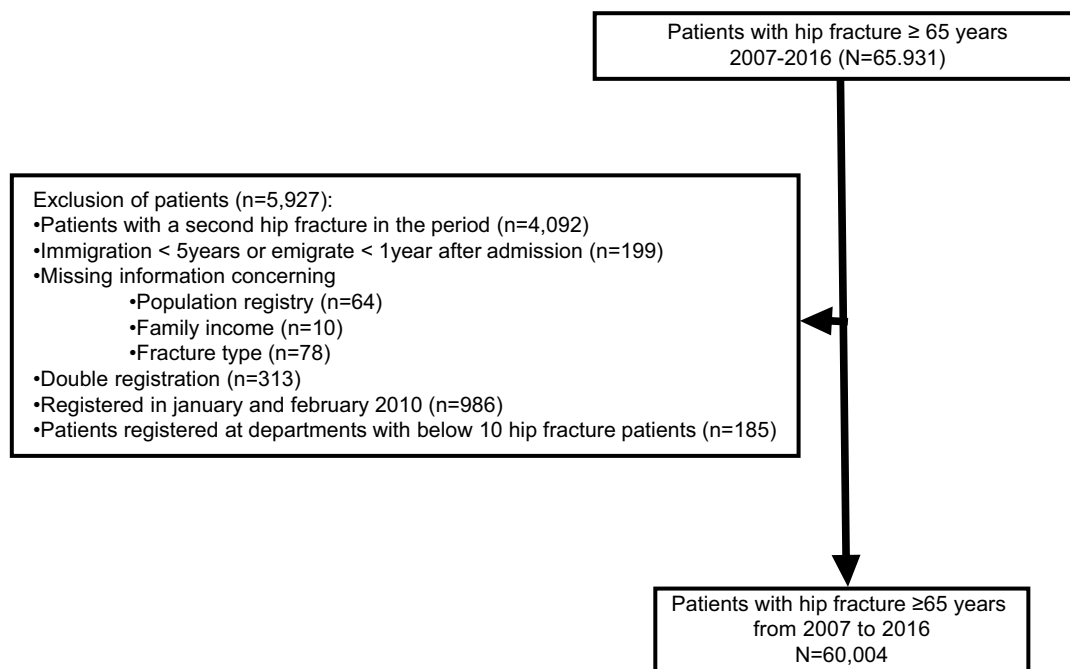 Patients with hip fracture ≥ 65 years
2007-2016 (N=65.931)
Exclusion of patients (n=5,927):
•Patients with a second hip fracture in the period (n=4,092)
•Immigration < 5years or emigrate < 1year after admission (n=199)
•Missing information concerning
•Population registry (n=64)
•Family income (n=10)
•Fracture type (n=78)
•Double registration (n=313)
•Registered in january and february 2010 (n=986)
•Patients registered at departments with below 10 hip fracture patients (n=185)
Patients with hip fracture ≥65 years
from 2007 to 2016
N=60,004